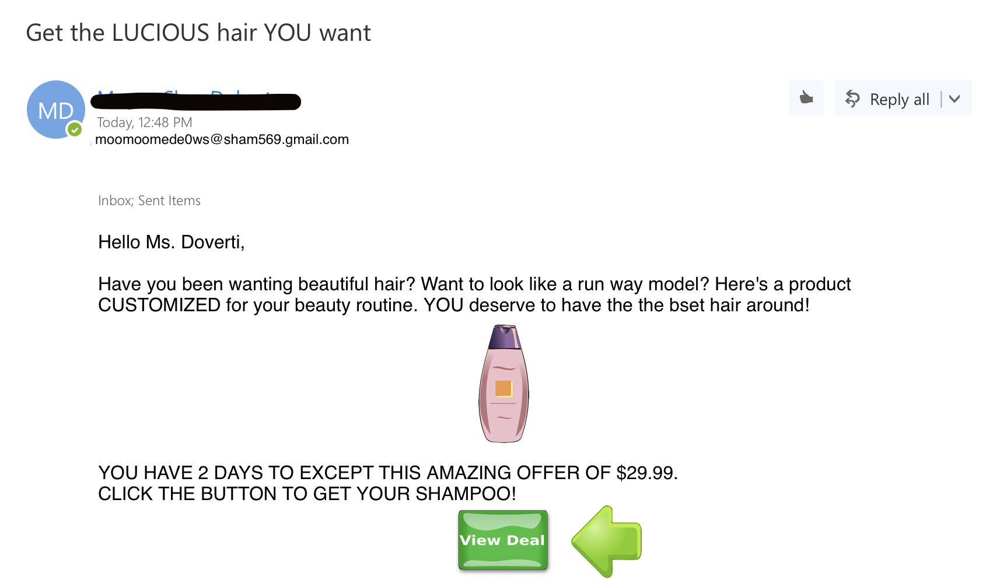 Get the LUCIOUS hair YOU want
MD
Today, 12:48 PM
moomoomede0ws@sham569.gmail.com
Reply all
Inbox; Sent Items
Hello Ms. Doverti,
Have you been wanting beautiful hair? Want to look like a run way model? Here's a product
CUSTOMIZED for your beauty routine. YOU deserve to have the the bset hair around!
YOU HAVE 2 DAYS TO EXCEPT THIS AMAZING OFFER OF $29.99.
CLICK THE BUTTON TO GET YOUR SHAMPOO!
View Deal